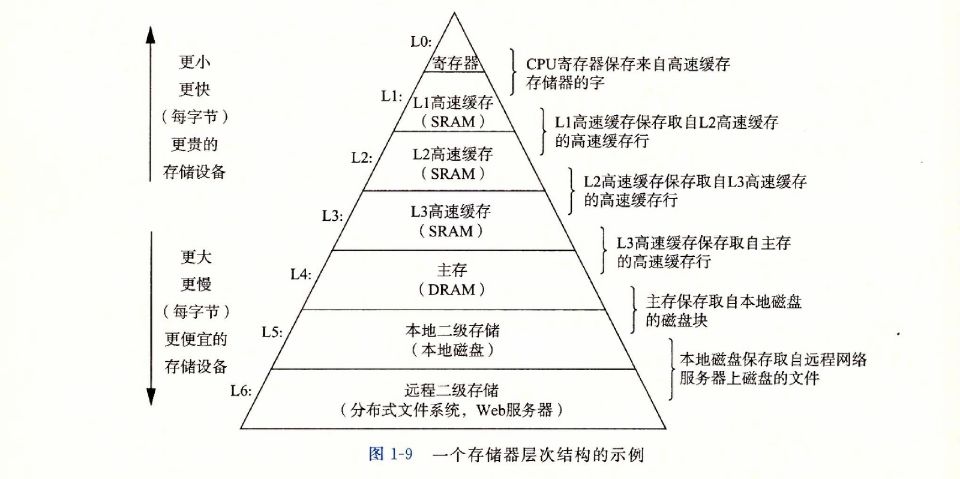 更小
更快
（每字节）
更贵的
存储设备
更大
更慢
（每字节）
更便宜的
存储设备
L0:
寄存器
CPU寄存器保存来自高速缓存
存储器的字
L1:
L1高速缓存
（SRAM）
L1高速缓存保存取自L2高速缓存
的高速缓存行
L2:
L2高速缓存
（SRAM）
L2高速缓存保存取自L3高速缓存
的高速缓存行
L3:
L3高速缓存
（SRAM）
L3高速缓存保存取自主存
的高速缓存行
L4:
主存
（DRAM）
主存保存取自本地磁盘
的磁盘块
L5:
本地二级存储
（本地磁盘）
本地磁盘保存取自远程网络
服务器上磁盘的文件
L6:
远程二级存储
（分布式文件系统，Web服务器）
图 1-9 一个存储器层次结构的示例